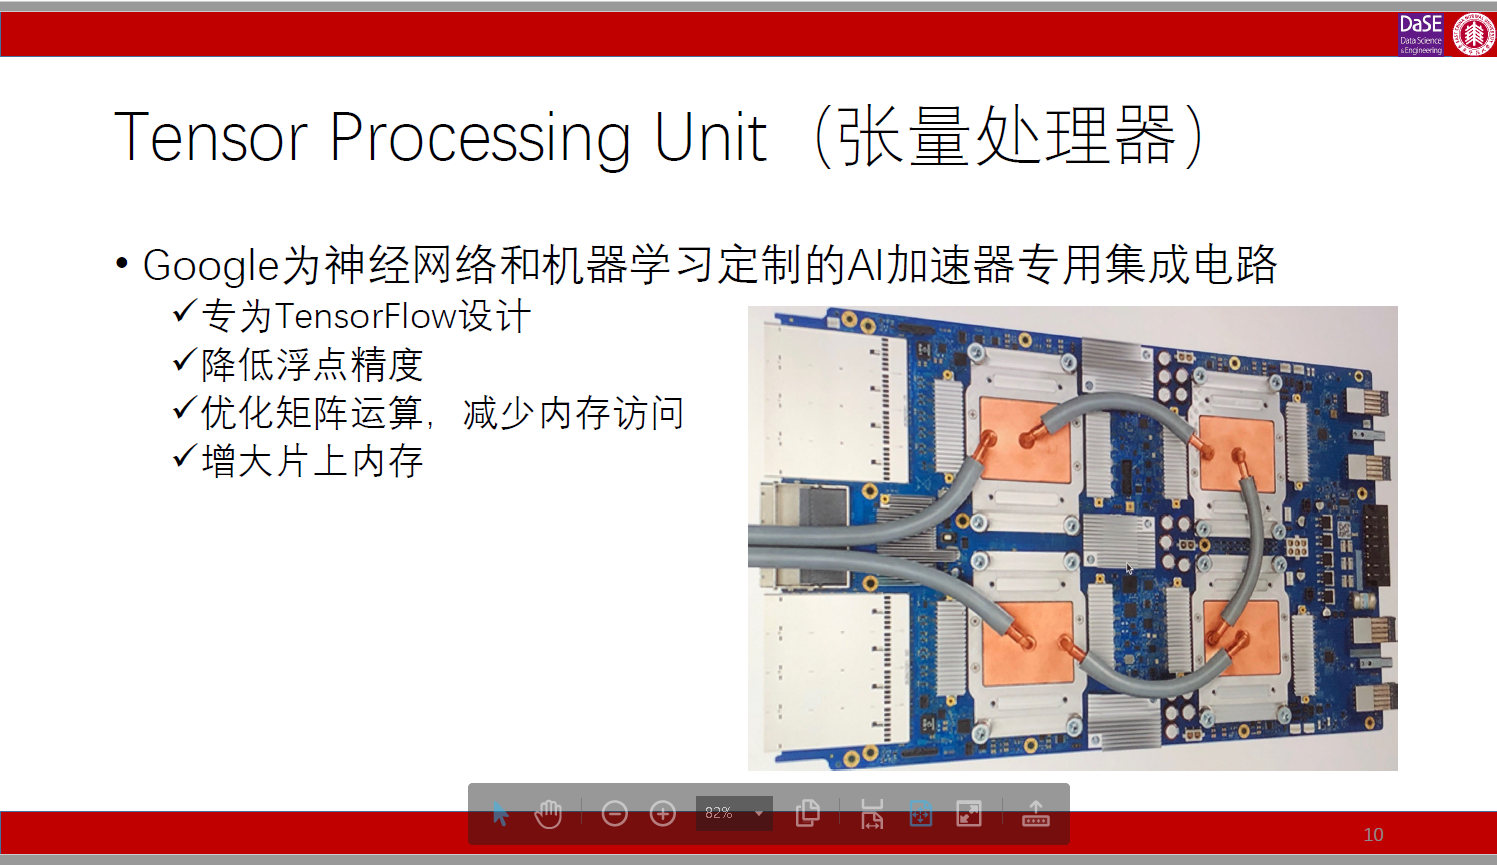 DaSE
Data Science
& Engineering
Tensor Processing Unit（张量处理器）
• Google为神经网络和机器学习定制的AI加速器专用集成电路
✓专为TensorFlow设计
✓降低浮点精度
✓优化矩阵运算，减少内存访问
✓增大片上内存
82%
10